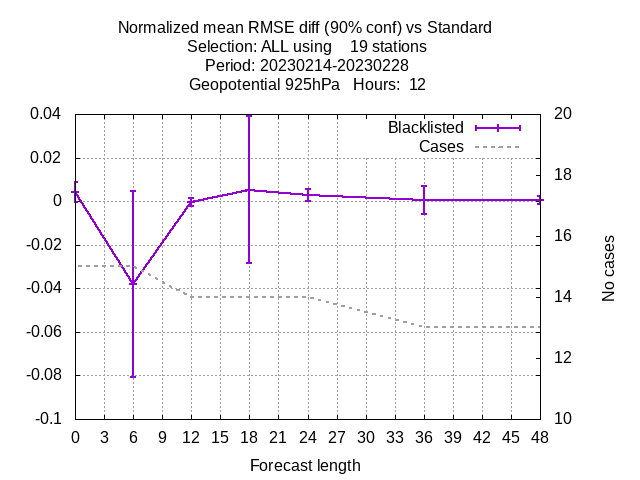 Normalized mean RMSE diff (90% conf) vs Standard
Selection: ALL using    19 stations
Period: 20230214-20230228
Geopotential 925hPa   Hours:  12
Blacklisted
Cases
0.04
0.02
0
-0.02
-0.04
-0.06
-0.08
-0.1
20
18
16
14
12
10
No cases
0 3 6 9 12 15 18 21 24 27 30 33 36 39 42 45 48
Forecast length